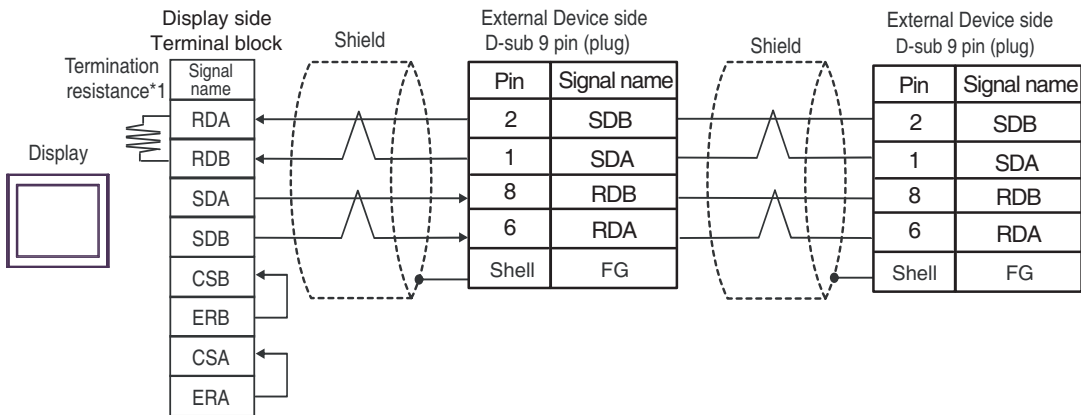 Display side
Terminal block
Shield
External Device side
D-sub 9 pin (plug)
Shield
External Device side
D-sub 9 pin (plug)
Termination
resistance*1
Display
Signal
name
RDA
RDB
SDA
SDB
CSB
ERB
CSA
ERA
Pin Signal name
2 SDB
1 SDA
8 RDB
6 RDA
Shell FG
Pin Signal name
2 SDB
1 SDA
8 RDB
6 RDA
Shell FG